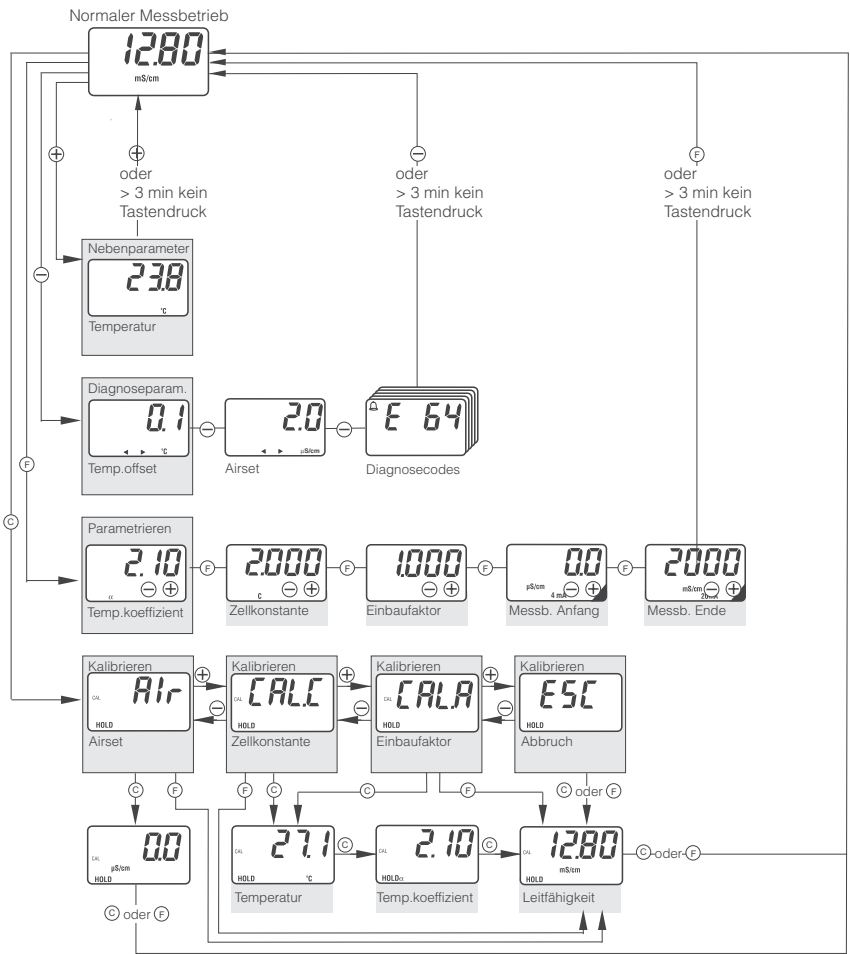 Normaler Messbetrieb
12.80
mS/cm
+
+
oder
> 3 min kein
Tastendruck
−
oder
> 3 min kein
Tastendruck
F
oder
> 3 min kein
Tastendruck
Nebenparameter
23.8
°C
Temperatur
−
Diagnoseparam.
0.1
◄ ► °C
Temp.offset
−
2.0
◄ ► µS/cm
Airset
−
E 64
Diagnosecodes
F
C
Parametrieren
2.10
− +
α
Temp.koeffizient
F
2.000
− +
C
Zellkonstante
F
1.000
− +
Einbaufaktor
F
0.0
µS/cm − +
4 mA
Messb. Anfang
F
2000
mS/cm − +
20mA
Messb. Ende
Kalibrieren
CAL AIr
HOLD
Airset
+
−
Kalibrieren
CAL CAL.C
HOLD
Zellkonstante
+
−
Kalibrieren
CAL CAL.A
HOLD
Einbaufaktor
+
−
Kalibrieren
ESC
HOLD
Abbruch
C F F C C F C oder F
CAL 0.0
µS/cm
HOLD
C oder F
CAL 27.1
HOLD °C
Temperatur
C
CAL 2.10
HOLDα
Temp.koeffizient
C
CAL 12.80
mS/cm
HOLD
Leitfähigkeit
C oder F